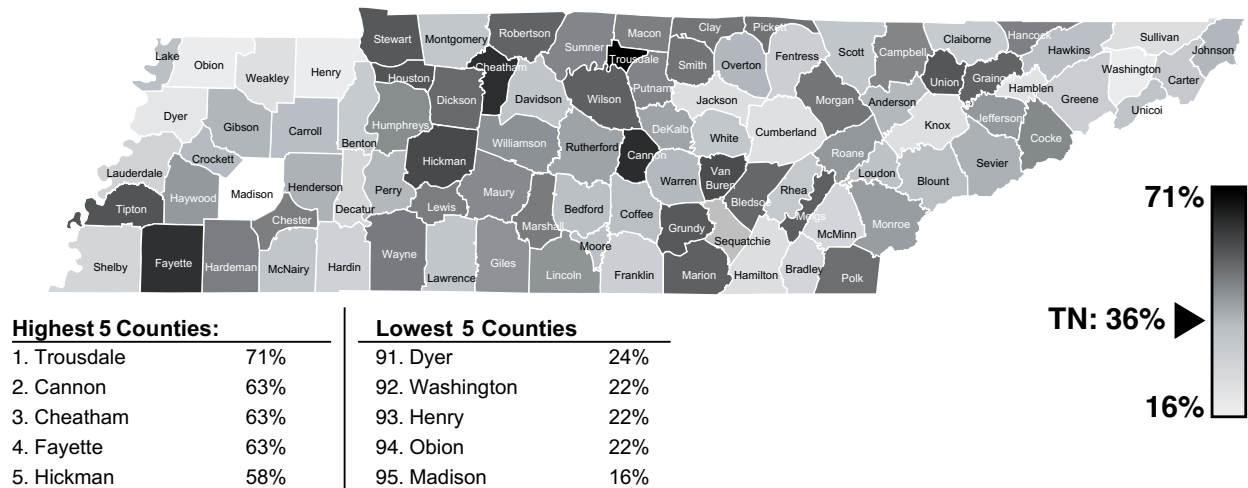 Stewart
Montgomery
Robertson
Sumner
Macon
Clay
Pickett
Trousdale
Lake
Obion
Weakley
Henry
Houston
Cheatham
Smith
Overton
Fentress
Scott
Campbell
Claiborne
Hancock
Hawkins
Sullivan
Johnson
Washington
Carter
Unicoi
Dickson
Davidson
Wilson
Putnam
Jackson
Morgan
Anderson
Union
Grainge
Hamblen
Greene
Dyer
Gibson
Carroll
Benton
Humphreys
Williamson
Rutherford
DeKalb
White
Cumberland
Knox
Jefferson
Cocke
Crockett
Hickman
Cannon
Roane
Loudon
Blount
Sevier
Lauderdale
Haywood
Madison
Henderson
Decatur
Perry
Lewis
Maury
Warren
Van
Buren
Bledsoe
Rhea
Meigs
McMinn
Monroe
Tipton
Chester
Marshall
Bedford
Coffee
Grundy
Sequatchie
Moore
Shelby
Fayette
Hardeman
McNairy
Hardin
Wayne
Lawrence
Giles
Lincoln
Franklin
Marion
Hamilton
Bradley
Polk
71%
TN: 36%
16%
Highest 5 Counties:
1. Trousdale 71%
2. Cannon 63%
3. Cheatham 63%
4. Fayette 63%
5. Hickman 58%
Lowest 5 Counties
91. Dyer 24%
92. Washington 22%
93. Henry 22%
94. Obion 22%
95. Madison 16%